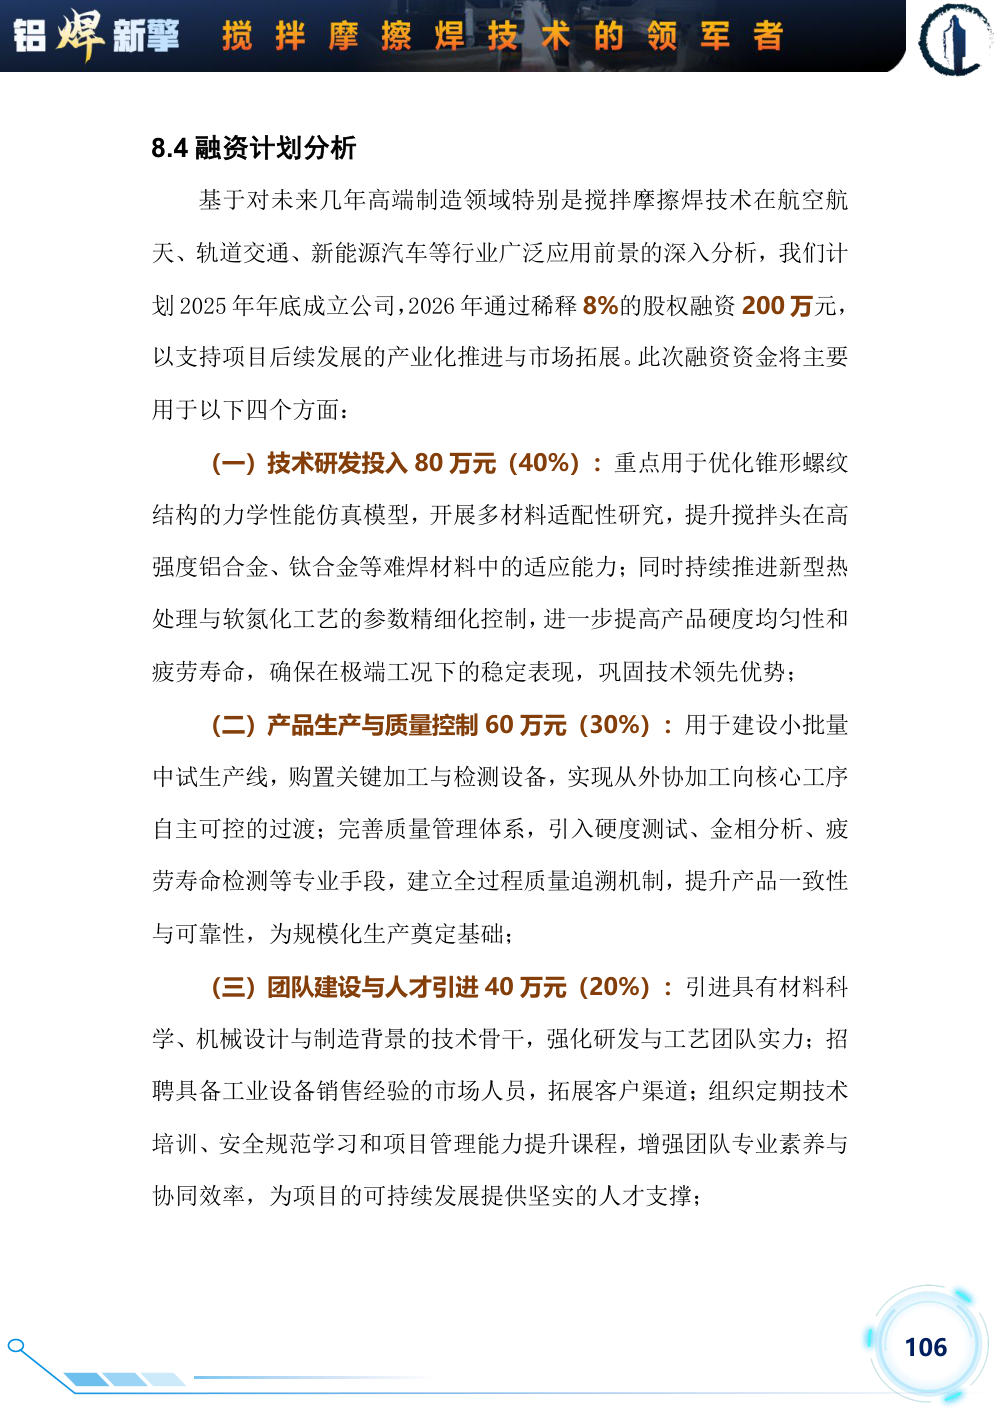 铝焊新擎 搅拌摩擦焊技术的领军者
8.4 融资计划分析
基于对未来几年高端制造领域特别是搅拌摩擦焊技术在航空航
天、轨道交通、新能源汽车等行业广泛应用前景的深入分析，我们计
划 2025 年年底成立公司，2026 年通过稀释 8%的股权融资 200 万元，
以支持项目后续发展的产业化推进与市场拓展。此次融资资金将主要
用于以下四个方面：
（一）技术研发投入 80 万元（40%）：重点用于优化锥形螺纹
结构的力学性能仿真模型，开展多材料适配性研究，提升搅拌头在高
强度铝合金、钛合金等难焊材料中的适应能力；同时持续推进新型热
处理与软氮化工艺的参数精细化控制，进一步提高产品硬度均匀性和
疲劳寿命，确保在极端工况下的稳定表现，巩固技术领先优势；
（二）产品生产与质量控制 60 万元（30%）：用于建设小批量
中试生产线，购置关键加工与检测设备，实现从外协加工向核心工序
自主可控的过渡；完善质量管理体系，引入硬度测试、金相分析、疲
劳寿命检测等专业手段，建立全过程质量追溯机制，提升产品一致性
与可靠性，为规模化生产奠定基础；
（三）团队建设与人才引进 40 万元（20%）：引进具有材料科
学、机械设计与制造背景的技术骨干，强化研发与工艺团队实力；招
聘具备工业设备销售经验的市场人员，拓展客户渠道；组织定期技术
培训、安全规范学习和项目管理能力提升课程，增强团队专业素养与
协同效率，为项目的可持续发展提供坚实的人才支撑；
106